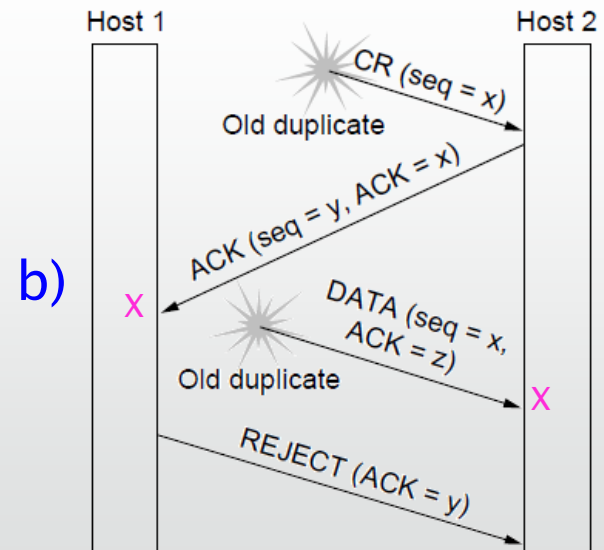 Host 1
Host 2
CR (seq = x)
Old duplicate
ACK (seq = y, ACK = x)
b)
X
DATA (seq = x,
ACK = z)
Old duplicate
X
REJECT (ACK = y)